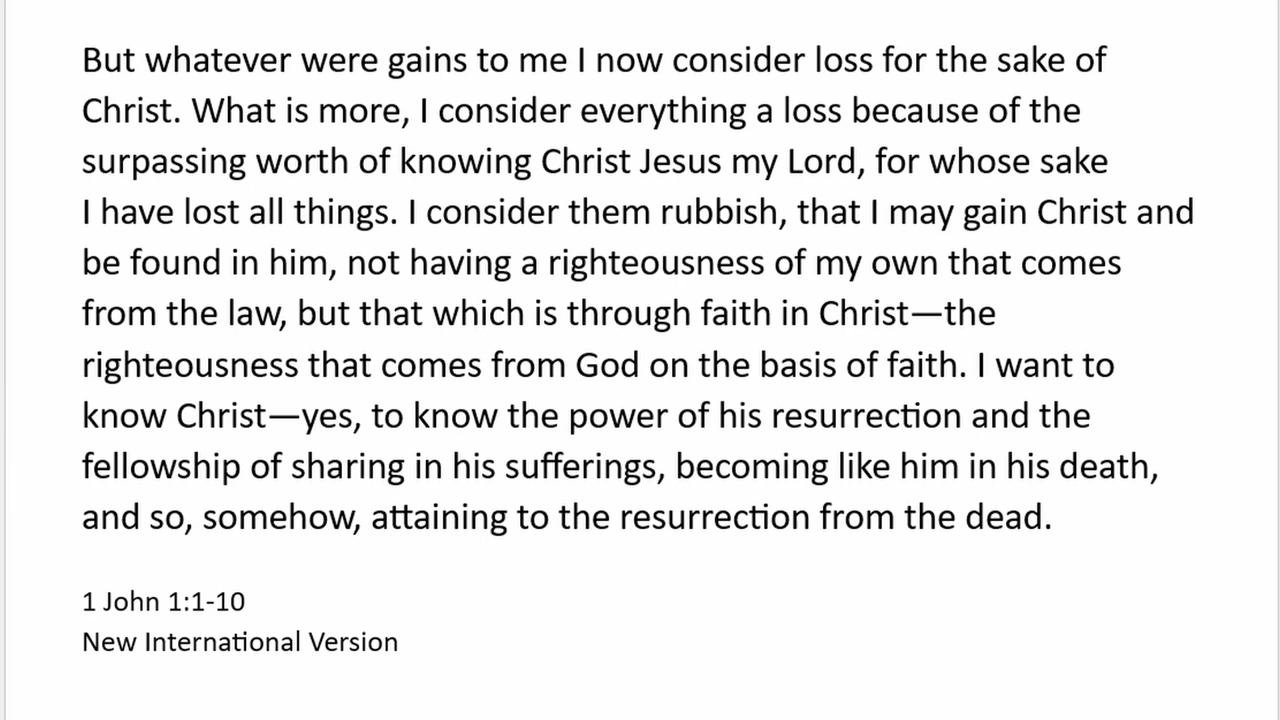 But whatever were gains to me I now consider loss for the sake of
Christ. What is more, I consider everything a loss because of the
surpassing worth of knowing Christ Jesus my Lord, for whose sake
I have lost all things. I consider them rubbish, that I may gain Christ and
be found in him, not having a righteousness of my own that comes
from the law, but that which is through faith in Christ—the
righteousness that comes from God on the basis of faith. I want to
know Christ—yes, to know the power of his resurrection and the
fellowship of sharing in his sufferings, becoming like him in his death,
and so, somehow, attaining to the resurrection from the dead.
1 John 1:1-10
New International Version